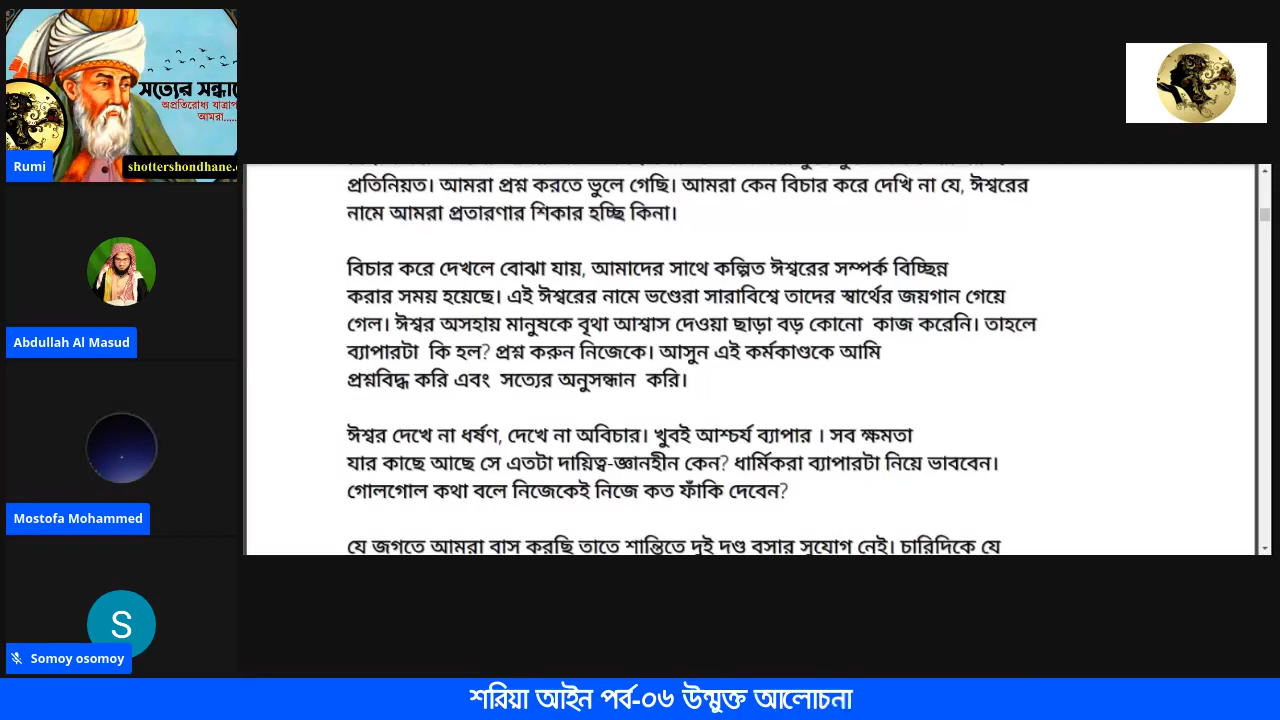 সত্যের সন্ধানে
অপ্রতিরোধ্য যাত্রাপ
আমরা.....
shottershondhane.
Rumi
Abdullah Al Masud
Mostofa Mohammed
S
Somoy osomoy
প্রতিনিয়ত। আমরা প্রশ্ন করতে ভুলে গেছি। আমরা কেন বিচার করে দেখি না যে, ঈশ্বরের
নামে আমরা প্রতারণার শিকার হচ্ছি কিনা।
বিচার করে দেখলে বোঝা যায়, আমাদের সাথে কল্পিত ঈশ্বরের সম্পর্ক বিচ্ছিন্ন
করার সময় হয়েছে। এই ঈশ্বরের নামে ভণ্ডেরা সারাবিশ্বে তাদের স্বার্থের জয়গান গেয়ে
গেল। ঈশ্বর অসহায় মানুষকে বৃথা আশ্বাস দেওয়া ছাড়া বড় কোনো কাজ করেনি। তাহলে
ব্যাপারটা কি হল? প্রশ্ন করুন নিজেকে। আসুন এই কর্মকাণ্ডকে আমি
প্রশ্নবিদ্ধ করি এবং সত্যের অনুসন্ধান করি।
ঈশ্বর দেখে না ধর্ষণ, দেখে না অবিচার। খুবই আশ্চর্য ব্যাপার । সব ক্ষমতা
যার কাছে আছে সে এতটা দায়িত্ব-জ্ঞানহীন কেন? ধার্মিকরা ব্যাপারটা নিয়ে ভাববেন।
গোলগোল কথা বলে নিজেকেই নিজে কত ফাঁকি দেবেন?
যে জগতে আমরা বাস করছি তাতে শান্তিতে দুই দণ্ড বসার সুযোগ নেই। চারিদিকে যে
শরিয়া আইন পর্ব-০৬ উন্মুক্ত আলোচনা